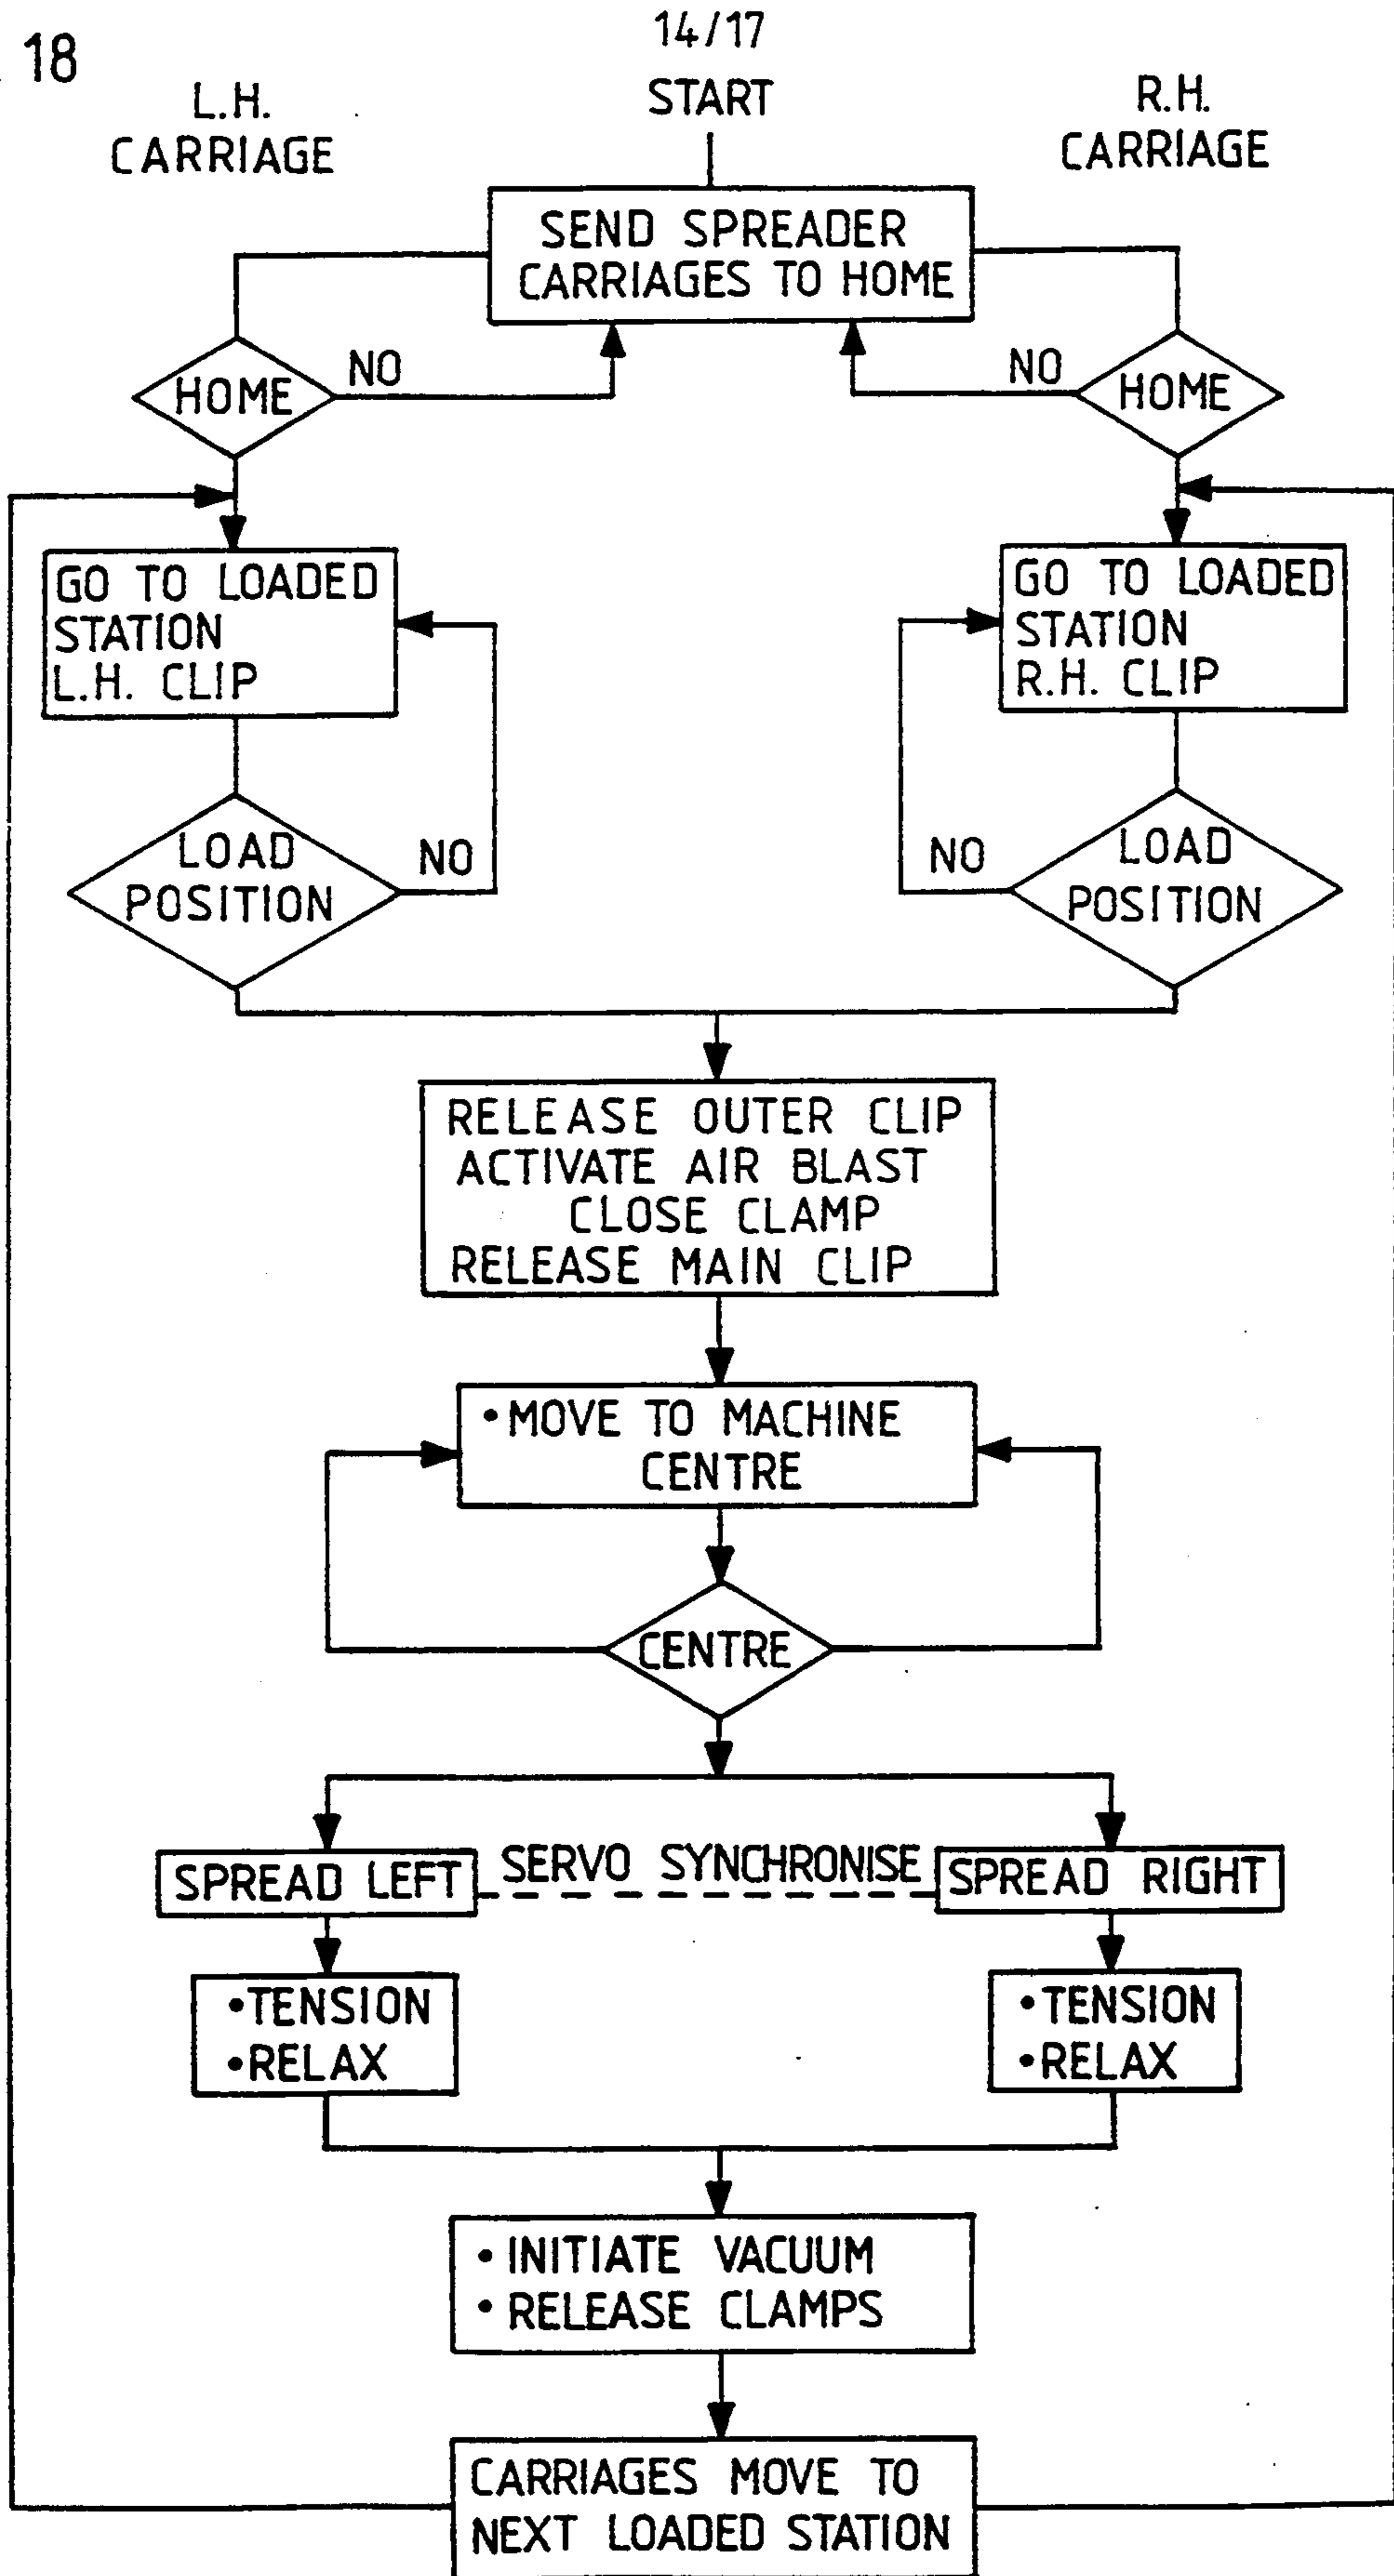 14/17
18
L.H.
CARRIAGE
START
R.H.
CARRIAGE
SEND SPREADER
CARRIAGES TO HOME
HOME
NO
NO
HOME
GO TO LOADED
STATION
L.H. CLIP
GO TO LOADED
STATION
R.H. CLIP
LOAD
POSITION
NO
NO
LOAD
POSITION
RELEASE OUTER CLIP
ACTIVATE AIR BLAST
CLOSE CLAMP
RELEASE MAIN CLIP
• MOVE TO MACHINE
CENTRE
CENTRE
SPREAD LEFT
SERVO SYNCHRONISE
SPREAD RIGHT
• TENSION
• RELAX
• TENSION
• RELAX
• INITIATE VACUUM
• RELEASE CLAMPS
CARRIAGES MOVE TO
NEXT LOADED STATION